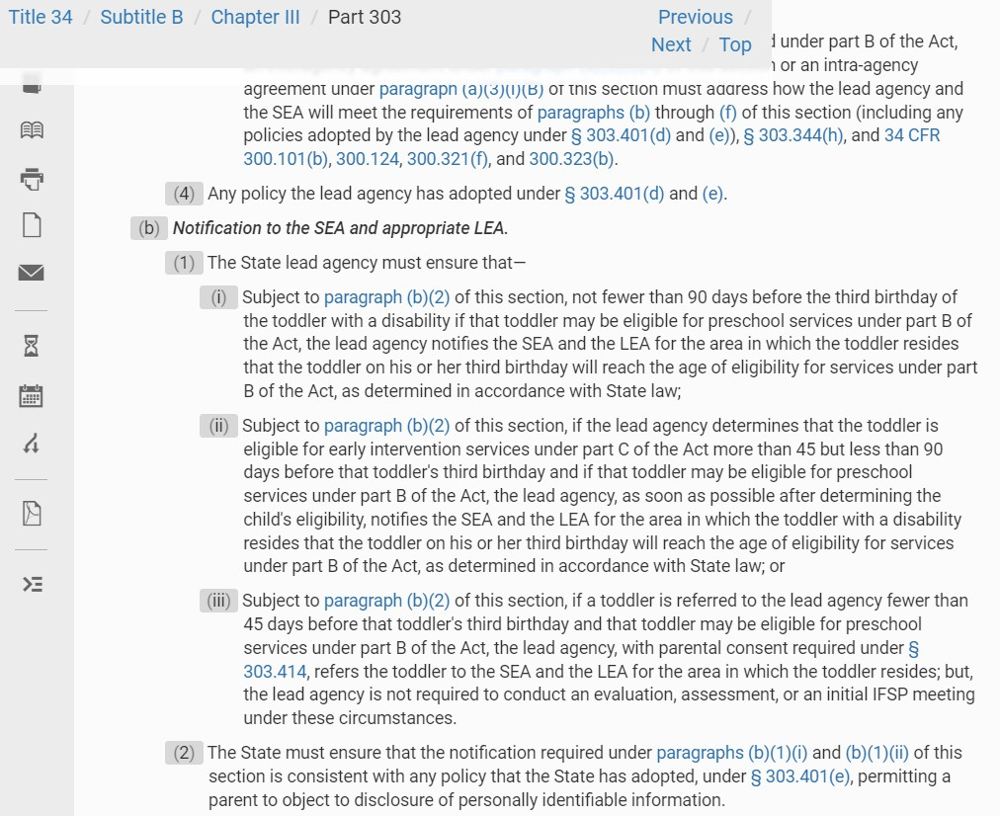 Title 34 / Subtitle B / Chapter III / Part 303
Previous /
Next / Top
under part B of the Act,
or an intra-agency
agreement under paragraph (a)(3)(i)(B) of this section must address how the lead agency and
the SEA will meet the requirements of paragraphs (b) through (f) of this section (including any
policies adopted by the lead agency under § 303.401(d) and (e)), § 303.344(h), and 34 CFR
300.101(b), 300.124, 300.321(f), and 300.323(b).
(4) Any policy the lead agency has adopted under § 303.401(d) and (e).
(b) Notification to the SEA and appropriate LEA.
(1) The State lead agency must ensure that—
(i) Subject to paragraph (b)(2) of this section, not fewer than 90 days before the third birthday of
the toddler with a disability if that toddler may be eligible for preschool services under part B of
the Act, the lead agency notifies the SEA and the LEA for the area in which the toddler resides
that the toddler on his or her third birthday will reach the age of eligibility for services under part
B of the Act, as determined in accordance with State law;
(ii) Subject to paragraph (b)(2) of this section, if the lead agency determines that the toddler is
eligible for early intervention services under part C of the Act more than 45 but less than 90
days before that toddler's third birthday and if that toddler may be eligible for preschool
services under part B of the Act, the lead agency, as soon as possible after determining the
child's eligibility, notifies the SEA and the LEA for the area in which the toddler with a disability
resides that the toddler on his or her third birthday will reach the age of eligibility for services
under part B of the Act, as determined in accordance with State law; or
(iii) Subject to paragraph (b)(2) of this section, if a toddler is referred to the lead agency fewer than
45 days before that toddler's third birthday and that toddler may be eligible for preschool
services under part B of the Act, the lead agency, with parental consent required under §
303.414, refers the toddler to the SEA and the LEA for the area in which the toddler resides; but,
the lead agency is not required to conduct an evaluation, assessment, or an initial IFSP meeting
under these circumstances.
(2) The State must ensure that the notification required under paragraphs (b)(1)(i) and (b)(1)(ii) of this
section is consistent with any policy that the State has adopted, under § 303.401(e), permitting a
parent to object to disclosure of personally identifiable information.